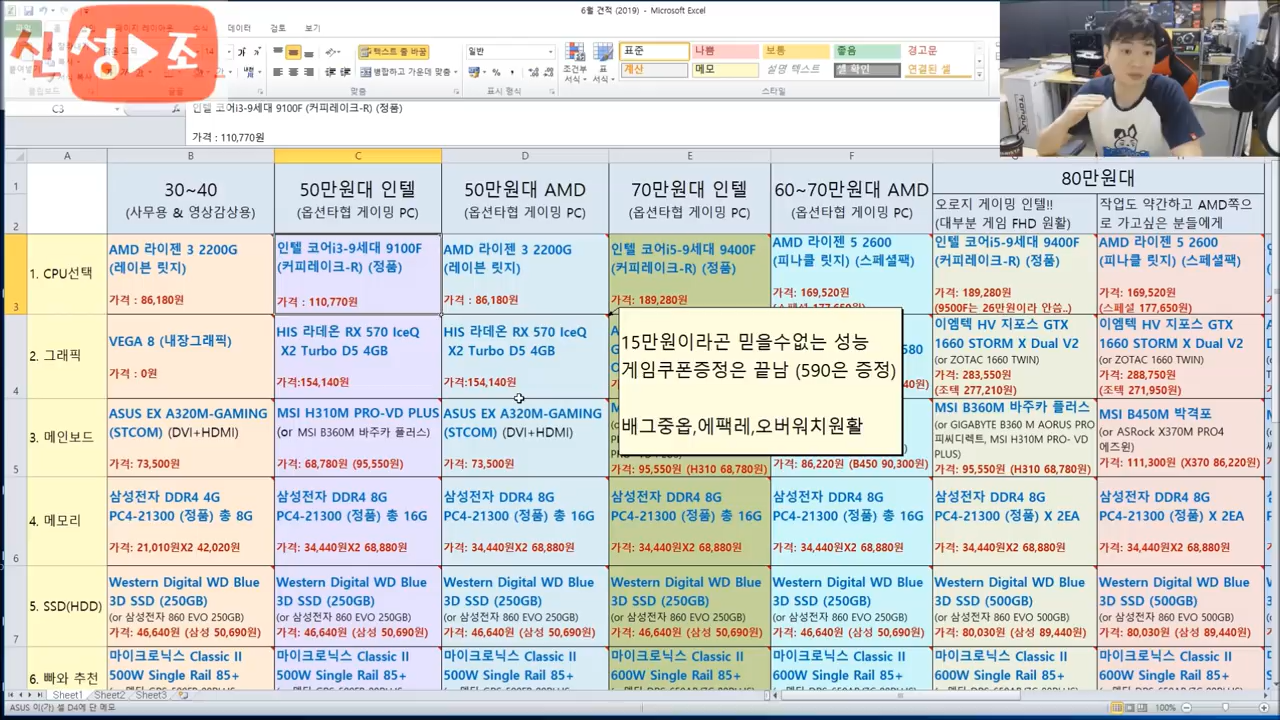 6월 견적 (2019) - Microsoft Excel
신성조
데이터 검토 보기
텍스트 줄 바꿈
병합하고 가운데 맞춤
일반
조건부 서식
표 서식
표준 나쁨 보통 좋음 경고문
계산 메모 설명 텍스트 셀 확인 연결된 셀
맞춤 표시 형식 스타일
C3
인텔 코어i3-9세대 9100F (커피레이크-R) (정품)
가격 : 110,770원
A B C D E F
1
30~40
(사무용 & 영상감상용)
50만원대 인텔
(옵션타협 게이밍 PC)
50만원대 AMD
(옵션타협 게이밍 PC)
70만원대 인텔
(옵션타협 게이밍 PC)
60~70만원대 AMD
(옵션타협 게이밍 PC)
80만원대
2
오로지 게이밍 인텔!!
(대부분 게임 FHD 원활)
작업도 약간하고 AMD쪽으
로 가고싶은 분들에게
3
1. CPU선택
AMD 라이젠 3 2200G
(레이븐 릿지)
가격 : 86,180원
인텔 코어i3-9세대 9100F
(커피레이크-R) (정품)
가격 : 110,770원
AMD 라이젠 3 2200G
(레이븐 릿지)
가격 : 86,180원
인텔 코어i5-9세대 9400F
(커피레이크-R) (정품)
가격 : 189,280원
AMD 라이젠 5 2600
(피나클 릿지) (스페셜팩)
가격: 169,520원
인텔 코어i5-9세대 9400F
(커피레이크-R) (정품)
가격: 189,280원
(9500F는 26만원라 안씀..)
AMD 라이젠 5 2600
(피나클 릿지) (스페셜팩)
가격: 169,520원
(스페셜 177,650원)
4
2. 그래픽
VEGA 8 (내장그래픽)
가격 : 0원
HIS 라데온 RX 570 IceQ
X2 Turbo D5 4GB
가격:154,140원
HIS 라데온 RX 570 IceQ
X2 Turbo D5 4GB
가격:154,140원
15만원이라곤 믿을수없는 성능
게임쿠폰증정은 끝남 (590은 증정)
배그중옵,에팩레,오버워치원활
580
이엠텍 HV 지포스 GTX
1660 STORM X Dual V2
(or ZOTAC 1660 TWIN)
가격: 283,550원
(조텍 277,210원)
이엠텍 HV 지포스 GTX
1660 STORM X Dual V2
(or ZOTAC 1660 TWIN)
가격: 288,750원
(조텍 271,950원)
5
3. 메인보드
ASUS EX A320M-GAMING
(STCOM) (DVI+HDMI)
가격: 73,500원
MSI H310M PRO-VD PLUS
(or MSI B360M 바주카 플러스)
가격: 68,780원 (95,550원)
ASUS EX A320M-GAMING
(STCOM) (DVI+HDMI)
가격: 73,500원
가격: 95,550원 (H310 68,780원)
가격: 86,220원 (B450 90,300원)
MSI B360M 바주카 플러스
(or GIGABYTE B360 M AORUS PRO
피씨디렉트, MSI H310M PRO- VD
PLUS)
가격: 95,550원 (H310 68,780원)
MSI B450M 박격포
(or ASRock X370M PRO4
에즈윈)
가격: 111,300원 (X370 86,220원)
6
4. 메모리
삼성전자 DDR4 4G
PC4-21300 (정품) 총 8G
가격: 21,010원X2 42,020원
삼성전자 DDR4 8G
PC4-21300 (정품) 총 16G
가격: 34,440원X2 68,880원
삼성전자 DDR4 8G
PC4-21300 (정품) 총 16G
가격: 34,440원X2 68,880원
삼성전자 DDR4 8G
PC4-21300 (정품) 총 16G
가격: 34,440원X2 68,880원
삼성전자 DDR4 8G
PC4-21300 (정품) 총 16G
가격: 34,440원X2 68,880원
삼성전자 DDR4 8G
PC4-21300 (정품) X 2EA
가격: 34,440원X2 68,880원
삼성전자 DDR4 8G
PC4-21300 (정품) X 2EA
가격: 34,440원X2 68,880원
7
5. SSD(HDD)
Western Digital WD Blue
3D SSD (250GB)
(or 삼성전자 860 EVO 250GB)
가격: 46,640원 (삼성 50,690원)
Western Digital WD Blue
3D SSD (250GB)
(or 삼성전자 860 EVO 250GB)
가격: 46,640원 (삼성 50,690원)
Western Digital WD Blue
3D SSD (250GB)
(or 삼성전자 860 EVO 250GB)
가격: 46,640원 (삼성 50,690원)
Western Digital WD Blue
3D SSD (250GB)
(or 삼성전자 860 EVO 250GB)
가격: 46,640원 (삼성 50,690원)
Western Digital WD Blue
3D SSD (250GB)
(or 삼성전자 860 EVO 250GB)
가격: 46,640원 (삼성 50,690원)
Western Digital WD Blue
3D SSD (500GB)
(or 삼성전자 860 EVO 500GB)
가격: 80,030원 (삼성 89,440원)
Western Digital WD Blue
3D SSD (500GB)
(or 삼성전자 860 EVO 500GB)
가격: 80,030원 (삼성 89,440원)
6. 빠와 추천
마이크로닉스 Classic II
500W Single Rail 85+
마이크로닉스 Classic II
500W Single Rail 85+
마이크로닉스 Classic II
500W Single Rail 85+
마이크로닉스 Classic II
600W Single Rail 85+
마이크로닉스 Classic II
600W Single Rail 85+
마이크로닉스 Classic II
600W Single Rail 85+
마이크로닉스 Classic II
600W Single Rail 85+
Sheet1 Sheet2 Sheet3
ASUS 이(가) 셀 D4에 단 메모
100%